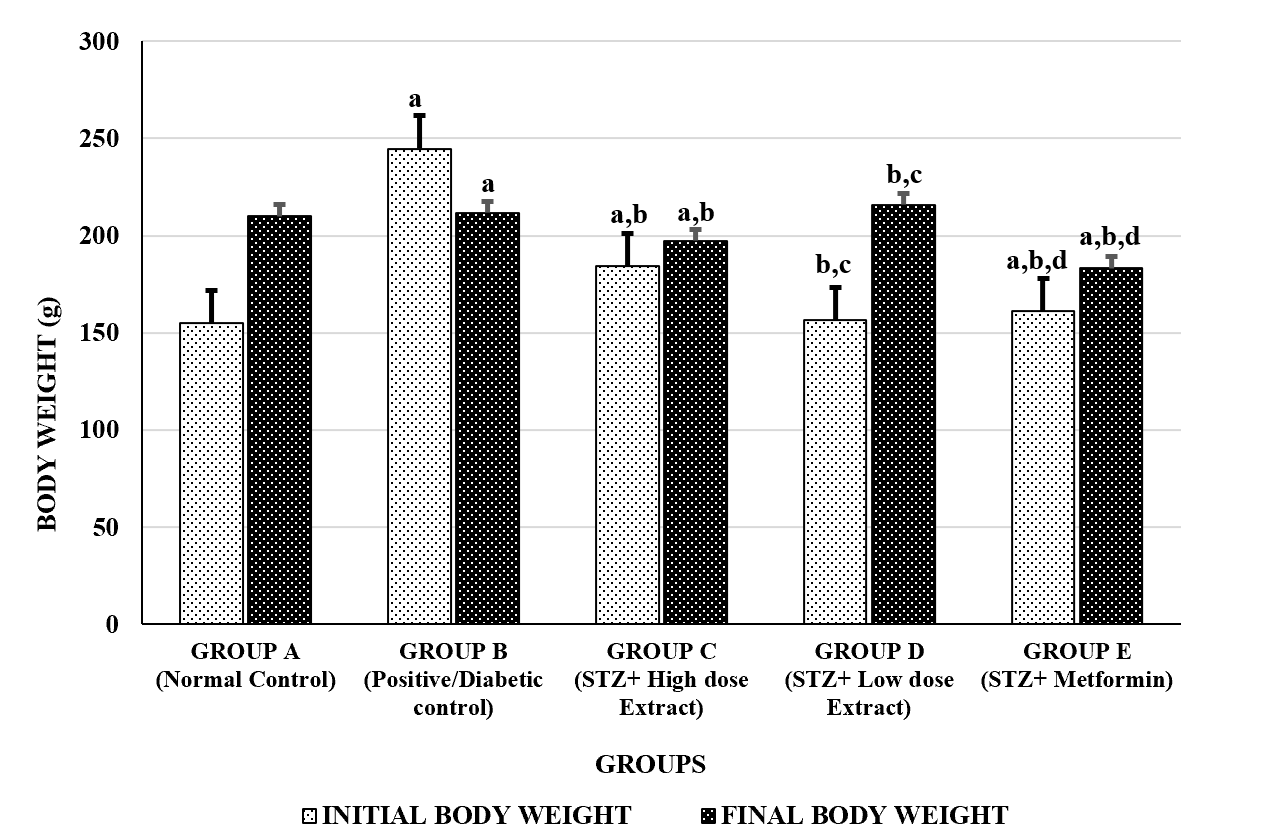 300
250
200
150
100
50
0
BODY WEIGHT (g)
a
a
a,b
a,b
b,c
b,c
a,b,d
a,b,d
GROUP A
(Normal Control)
GROUP B
(Positive/Diabetic
control)
GROUP C
(STZ+ High dose
Extract)
GROUP D
(STZ+ Low dose
Extract)
GROUP E
(STZ+ Metformin)
GROUPS
INITIAL BODY WEIGHT
FINAL BODY WEIGHT